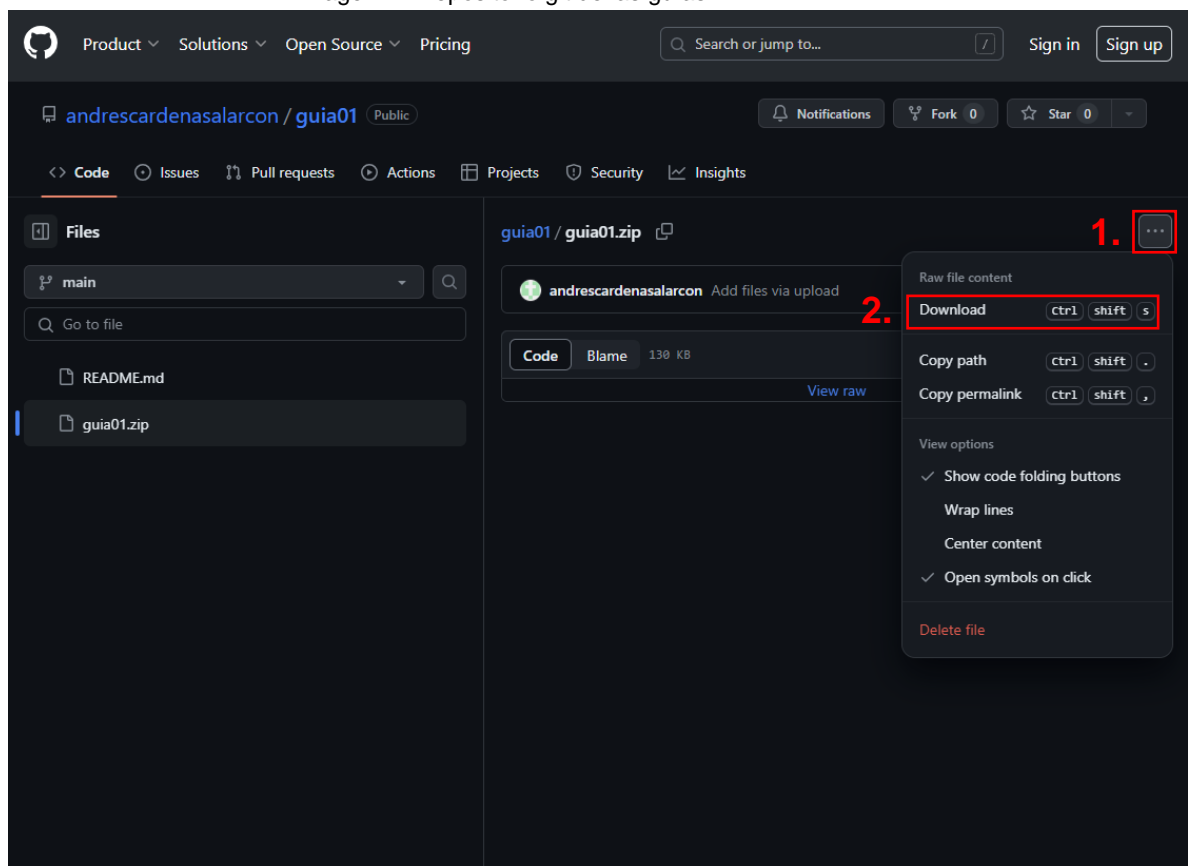 Product Solutions Open Source Pricing Search or jump to... / Sign in Sign up
andrescardenasalarcon / guia01 Public Notifications Fork 0 Star 0
<> Code Issues Pull requests Actions Projects Security Insights
Files
main
Go to file
README.md
guia01.zip
guia01 / guia01.zip
1. ...
andrescardenasalarcon Add files via upload
Code Blame 130 KB
View raw
Raw file content
2. Download ctrl shift s
Copy path ctrl shift .
Copy permalink ctrl shift ,
View options
Show code folding buttons
Wrap lines
Center content
Open symbols on click
Delete file